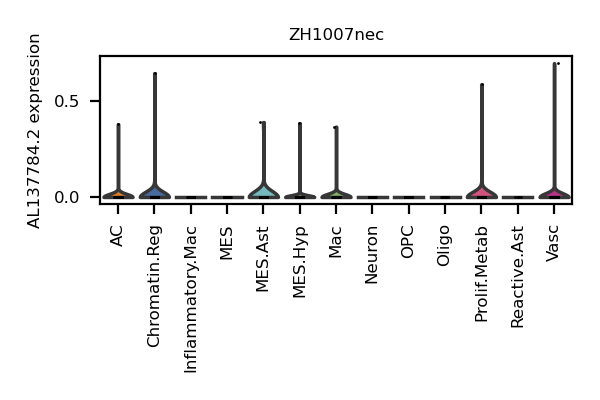 ZH1007nec
AL137784.2 expression
0.5
0.0
AC
Chromatin.Reg
Inflammatory.Mac
MES
MES.Ast
MES.Hyp
Mac
Neuron
OPC
Oligo
Prolif.Metab
Reactive.Ast
Vasc